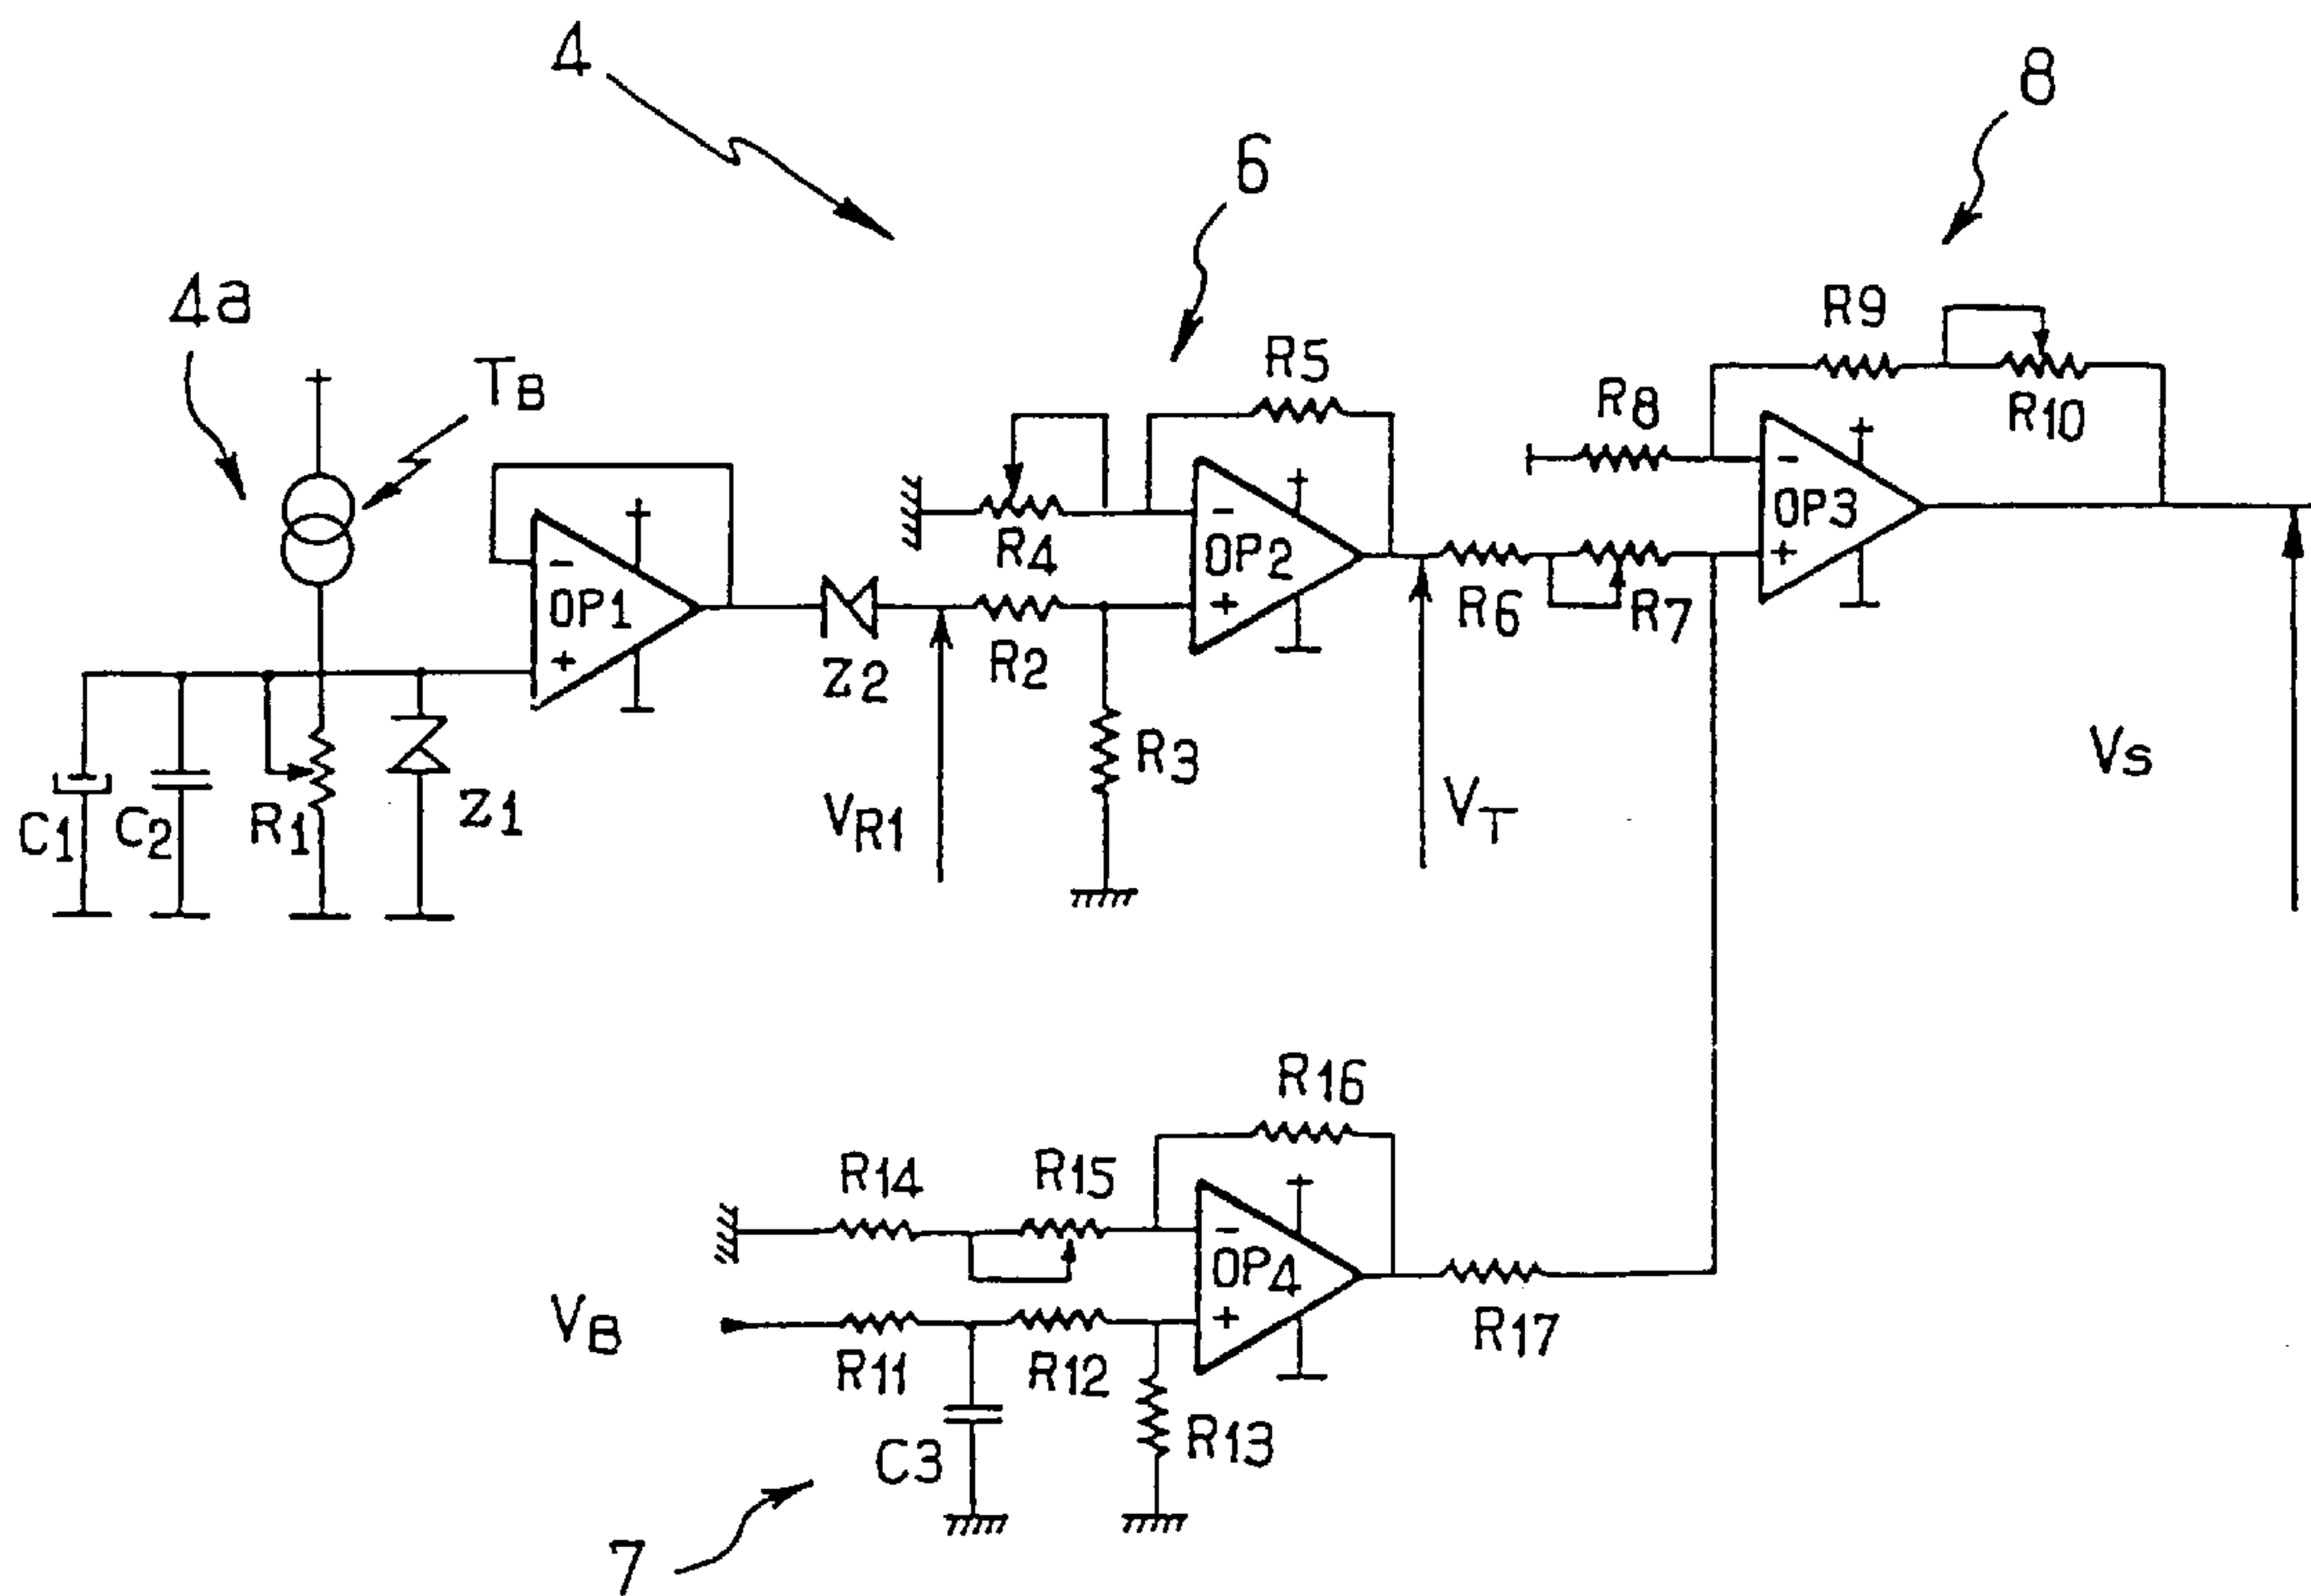 4
8
6
4a
TB
R9
R5
R8
R10
OP3
-
+
R4
OP2
-
+
OP1
-
+
R6
R7
Z2
R2
R3
VS
C1
C2
R1
Z1
VR1
VT
R16
R14
R15
OP4
-
+
VB
R11
R12
R17
C3
R13
7